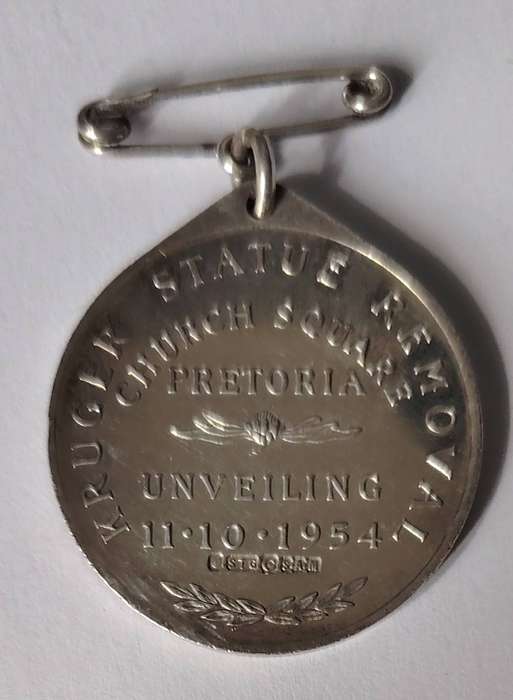 KRUGER STATUE REMOVAL
CHURCH SQUARE
PRETORIA
UNVEILING
11·10·1954